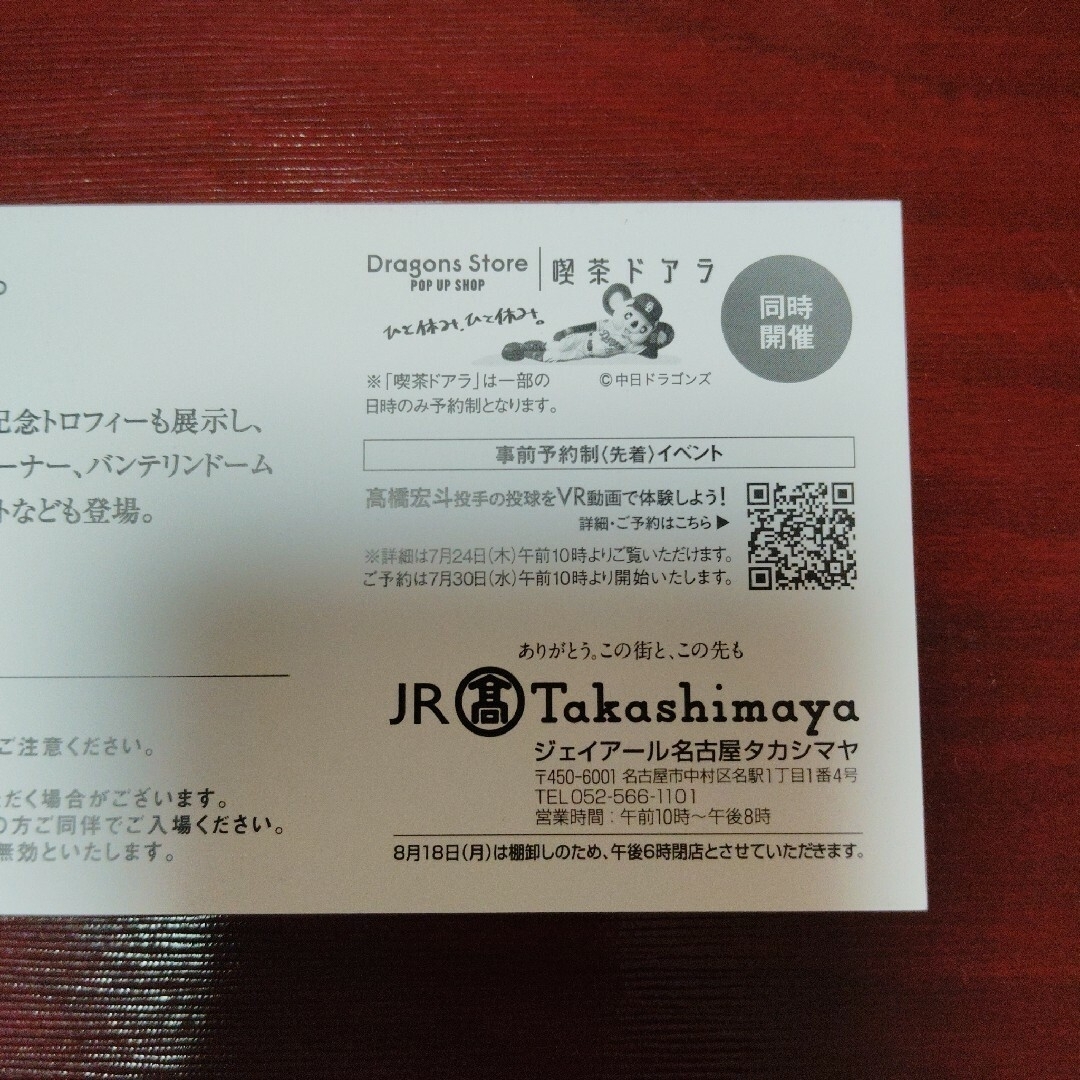 記念トロフィーも展示し、
ーナー、バンテリンドーム
トなども登場。
ご注意ください。
だく場合がございます。
の方ご同伴でご入場ください。
無効といたします。
Dragons Store
POP UP SHOP
喫茶ドアラ
ひと休み、ひと休み。
同時
開催
※「喫茶ドアラ」は一部の
日時のみ予約制となります。
©中日ドラゴンズ
事前予約制〈先着〉イベント
髙橋宏斗投手の投球をVR動画で体験しよう!
詳細・ご予約はこちら▶
※詳細は7月24日(木)午前10時よりご覧いただけます。
ご予約は7月30日(水)午前10時より開始いたします。
ありがとう。この街と、この先も
JR 髙 Takashimaya
ジェイアール名古屋タカシマヤ
〒450-6001 名古屋市中村区名駅1丁目1番4号
TEL052-566-1101
営業時間:午前10時〜午後8時
8月18日(月)は棚卸しのため、午後6時閉店とさせていただきます。